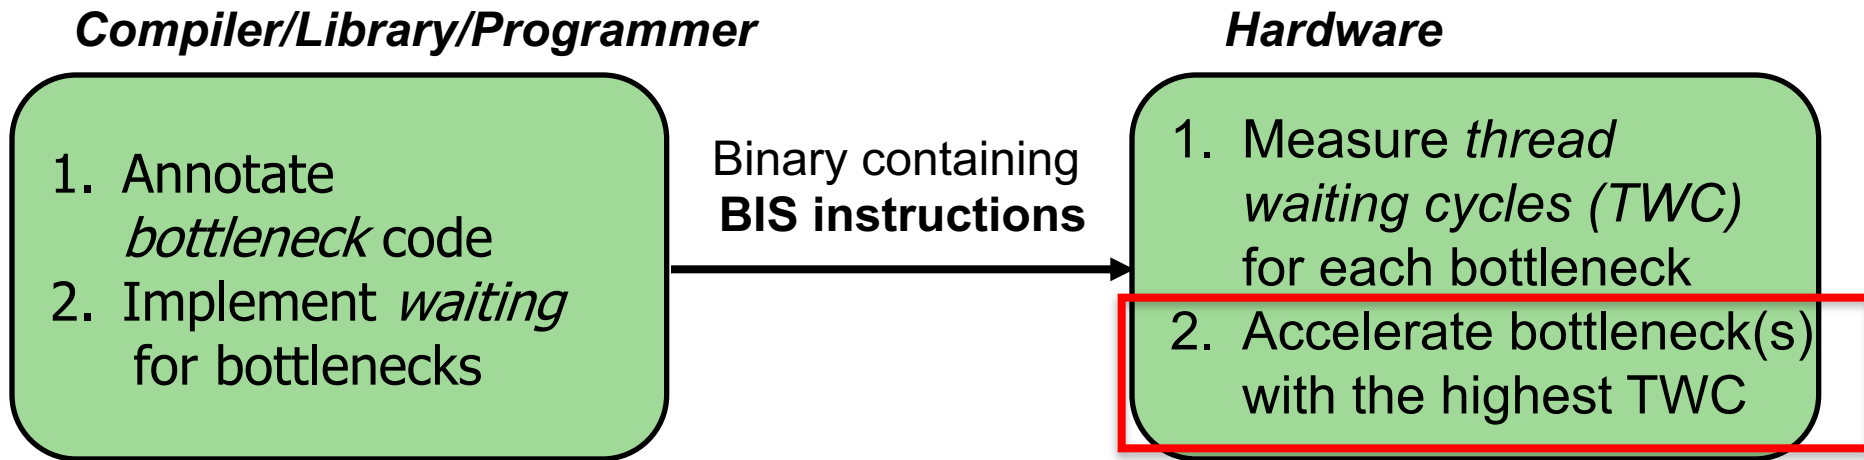 Compiler/Library/Programmer
1. Annotate
bottleneck code
2. Implement waiting
for bottlenecks
Binary containing
BIS instructions
Hardware
1. Measure thread
waiting cycles (TWC)
for each bottleneck
2. Accelerate bottleneck(s)
with the highest TWC